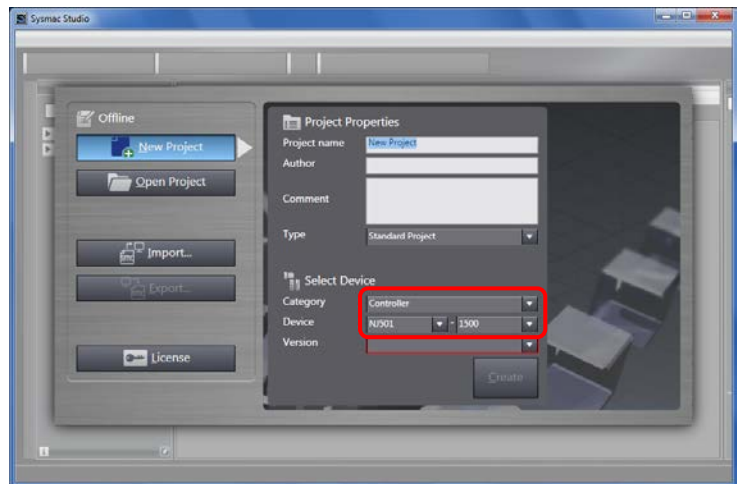 Sysmac Studio
Offline
New Project
Open Project
Import...
Export...
License
Project Properties
Project name New Project
Author
Comment
Type Standard Project
Select Device
Category Controller
Device NJ501 - 1500
Version
Create